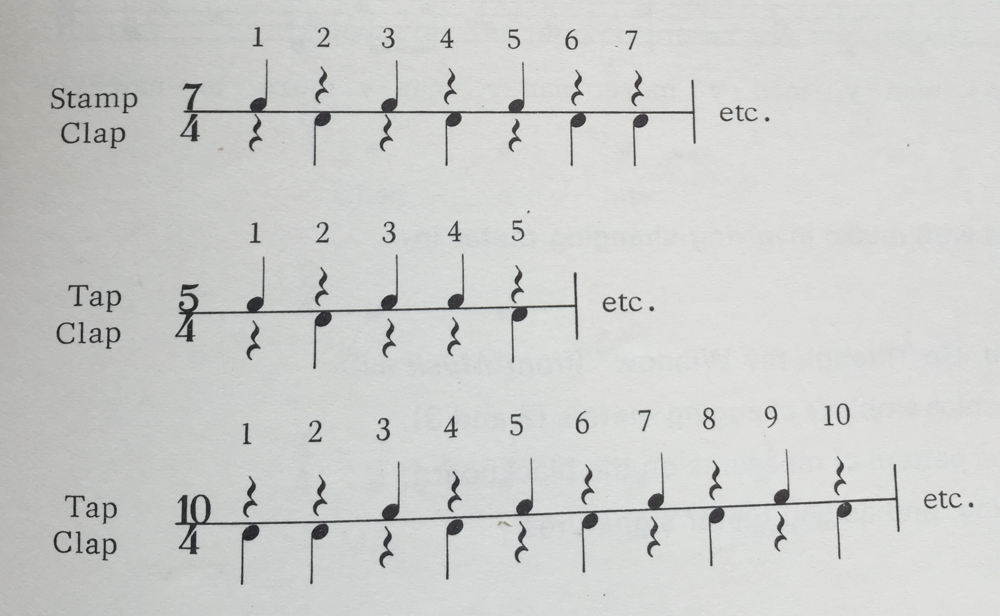 1 2 3 4 5 6 7
Stamp 7
etc.
Clap 4
1 2 3 4 5
Tap 5
etc.
Clap 4
1 2 3 4 5 6 7 8 9 10
Tap 10
etc.
Clap 4